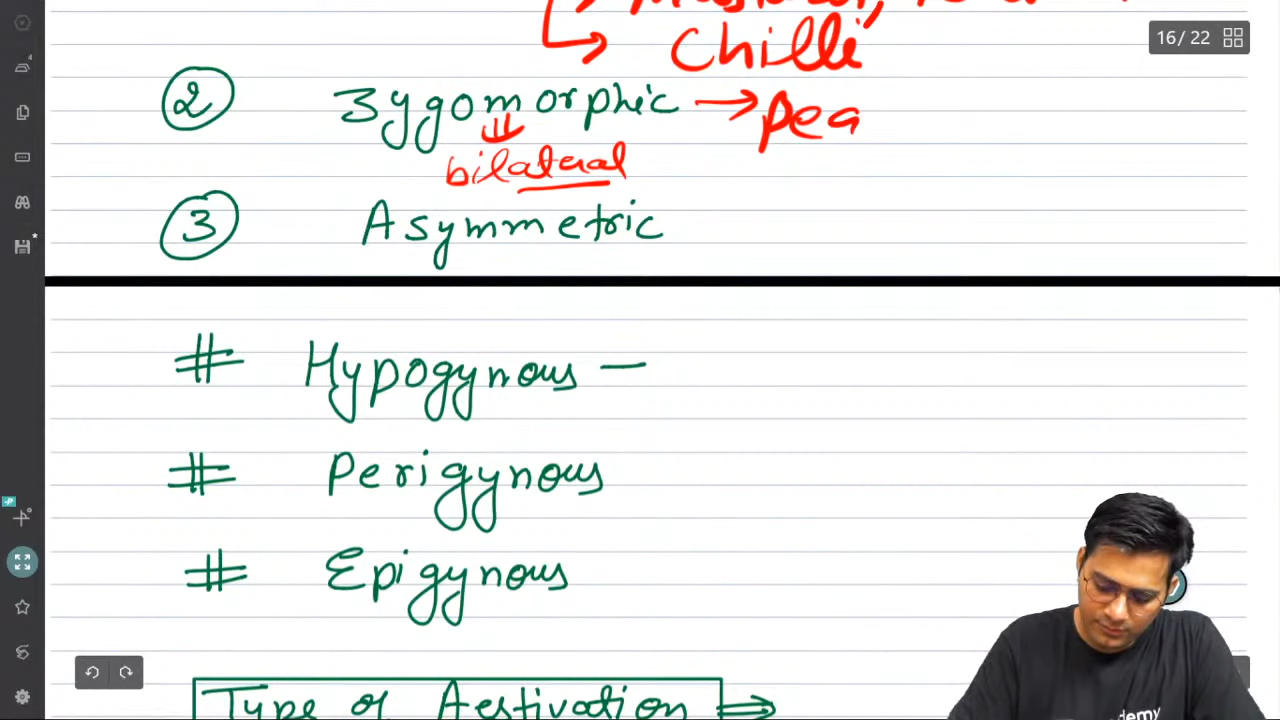 16 / 22
Chilli
② Zygomorphic → Pea
bilateral
③ Asymmetric
# Hypogynous —
# Perigynous
# Epigynous
Type of Aestivation ⇒